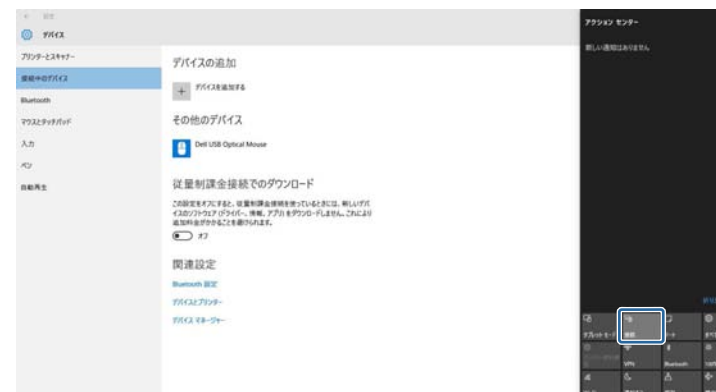 設定
デバイス
プリンターとスキャナー
接続中のデバイス
Bluetooth
マウスとタッチパッド
入力
ペン
自動再生
デバイスの追加
デバイスを追加する
その他のデバイス
Dell USB Optical Mouse
従量制課金接続でのダウンロード
この設定をオフにすると、従量制課金接続を使っているときには、新しいデバ
イスのソフトウェア (ドライバー、情報、アプリ) をダウンロードしません。これにより
追加料金がかかることを避けられます。
オフ
関連設定
Bluetooth 設定
デバイスとプリンター
デバイス マネージャー
アクション センター
新しい通知はありません
タブレット モード
接続
VPN
Bluetooth